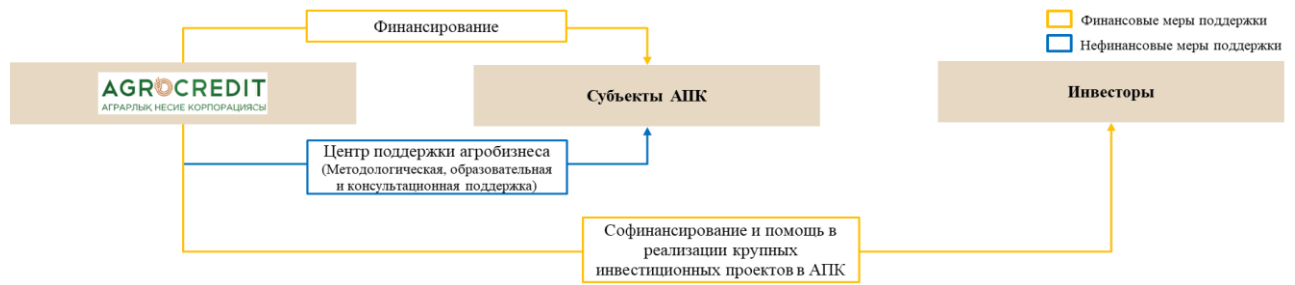 Финансирование
Финансовые меры поддержки
Нефинансовые меры поддержки
AGROCREDIT
АГРАРЛЫҚ НЕСИЕ КОРПОРАЦИЯСЫ
Субъекты АПК
Инвесторы
Центр поддержки агробизнеса
(Методологическая, образовательная
и консультационная поддержка)
Софинансирование и помощь в
реализации крупных
инвестиционных проектов в АПК